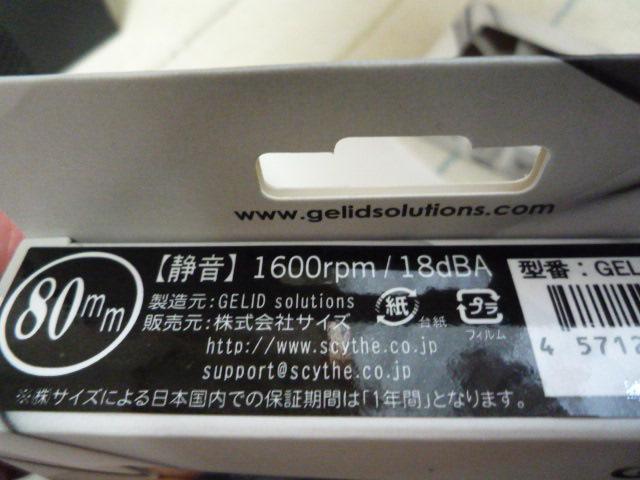 www.gelidsolutions.com
80mm
【静音】 1600rpm / 18dBA
製造元:GELID solutions
販売元:株式会社サイズ
http://www.scythe.co.jp
support@scythe.co.jp
※㈱サイズによる日本国内での保証期間は「1年間」となります。
紙
台紙
プラ
フィルム
型番：GEL
4 5712